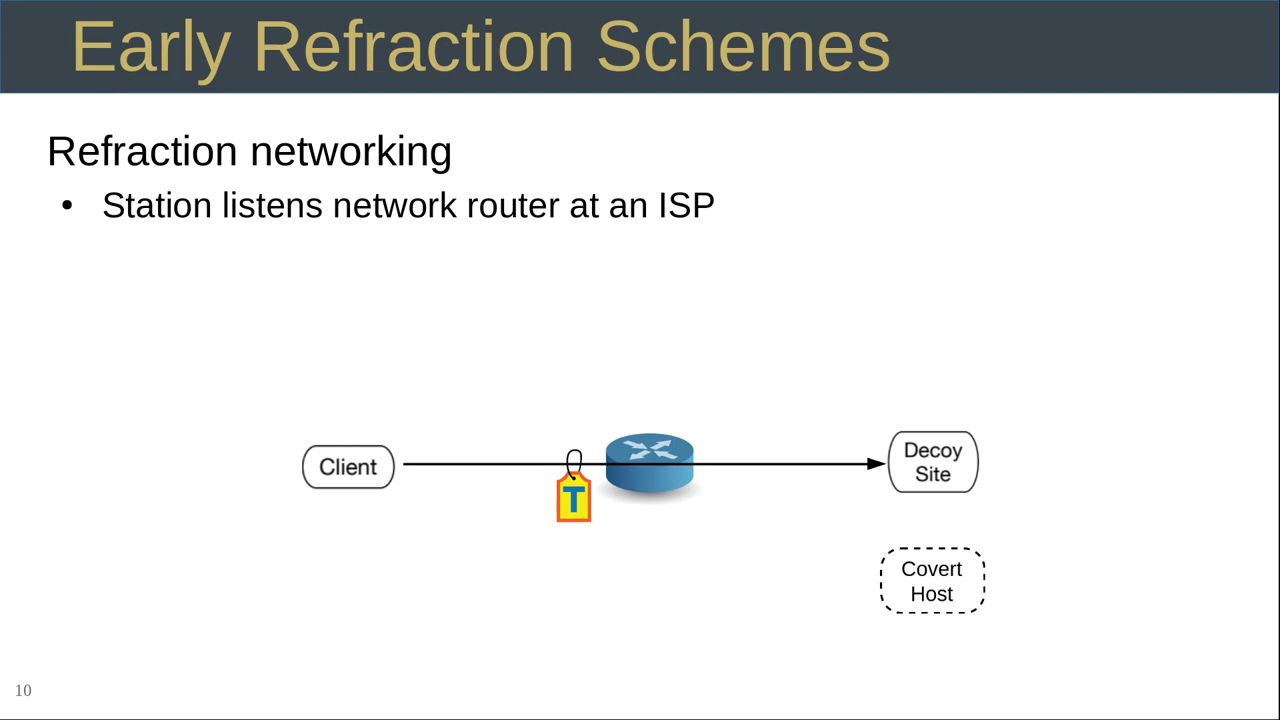 Early Refraction Schemes
Refraction networking
• Station listens network router at an ISP
Client
T
Decoy
Site
Covert
Host
10